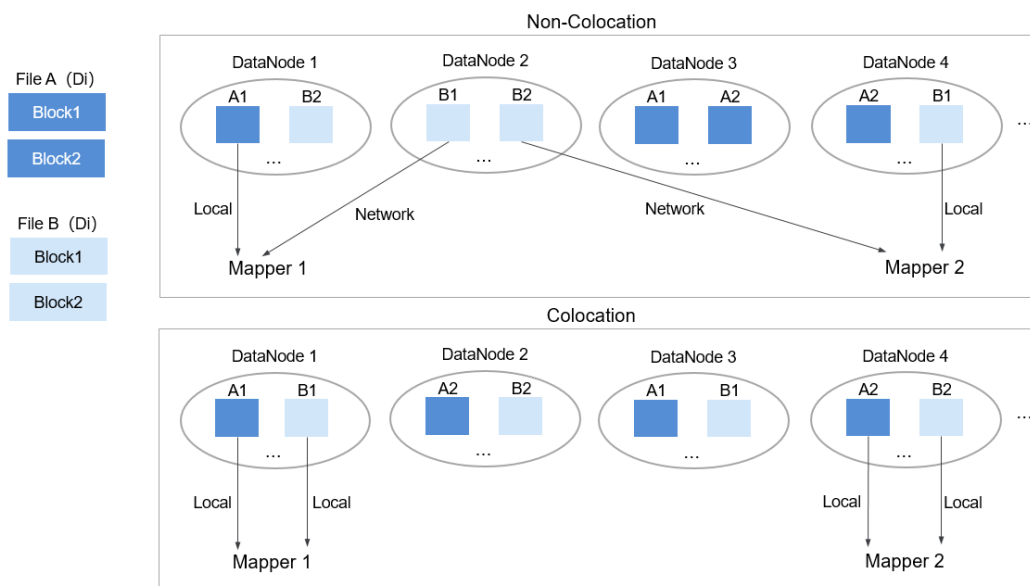 Non-Colocation
File A (Di)
Block1
Block2
File B (Di)
Block1
Block2
DataNode 1
DataNode 2
DataNode 3
DataNode 4
A1 B2
B1 B2
A1 A2
A2 B1
... ... ... ... ...
Local
Network
Network
Local
Mapper 1
Mapper 2
Colocation
DataNode 1
DataNode 2
DataNode 3
DataNode 4
A1 B1
A2 B2
A1 B1
A2 B2
... ... ... ... ...
Local
Local
Local
Local
Mapper 1
Mapper 2